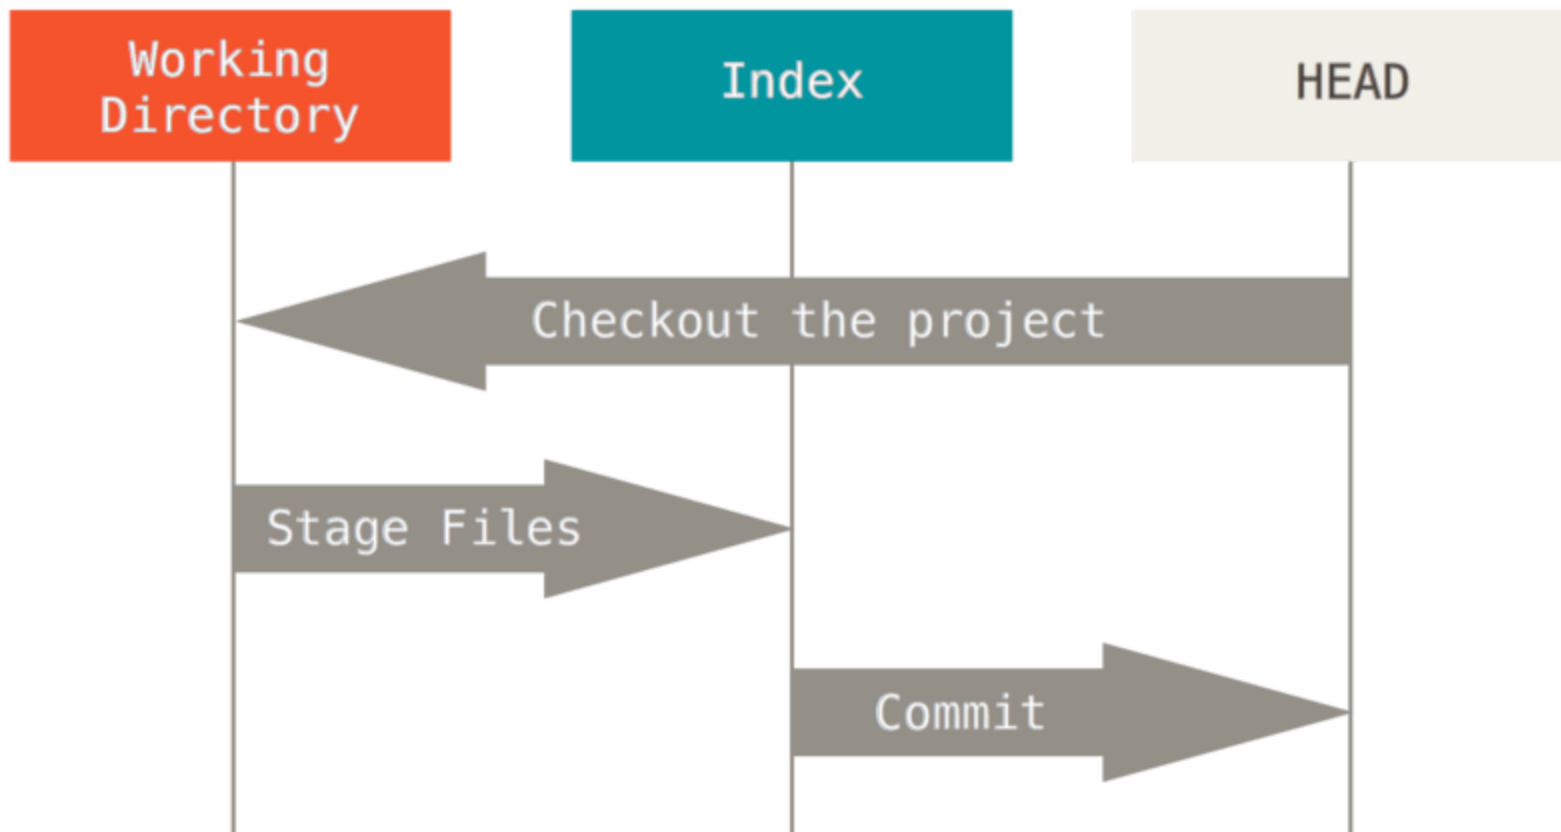 Working
Directory
Index
HEAD
Checkout the project
Stage Files
Commit